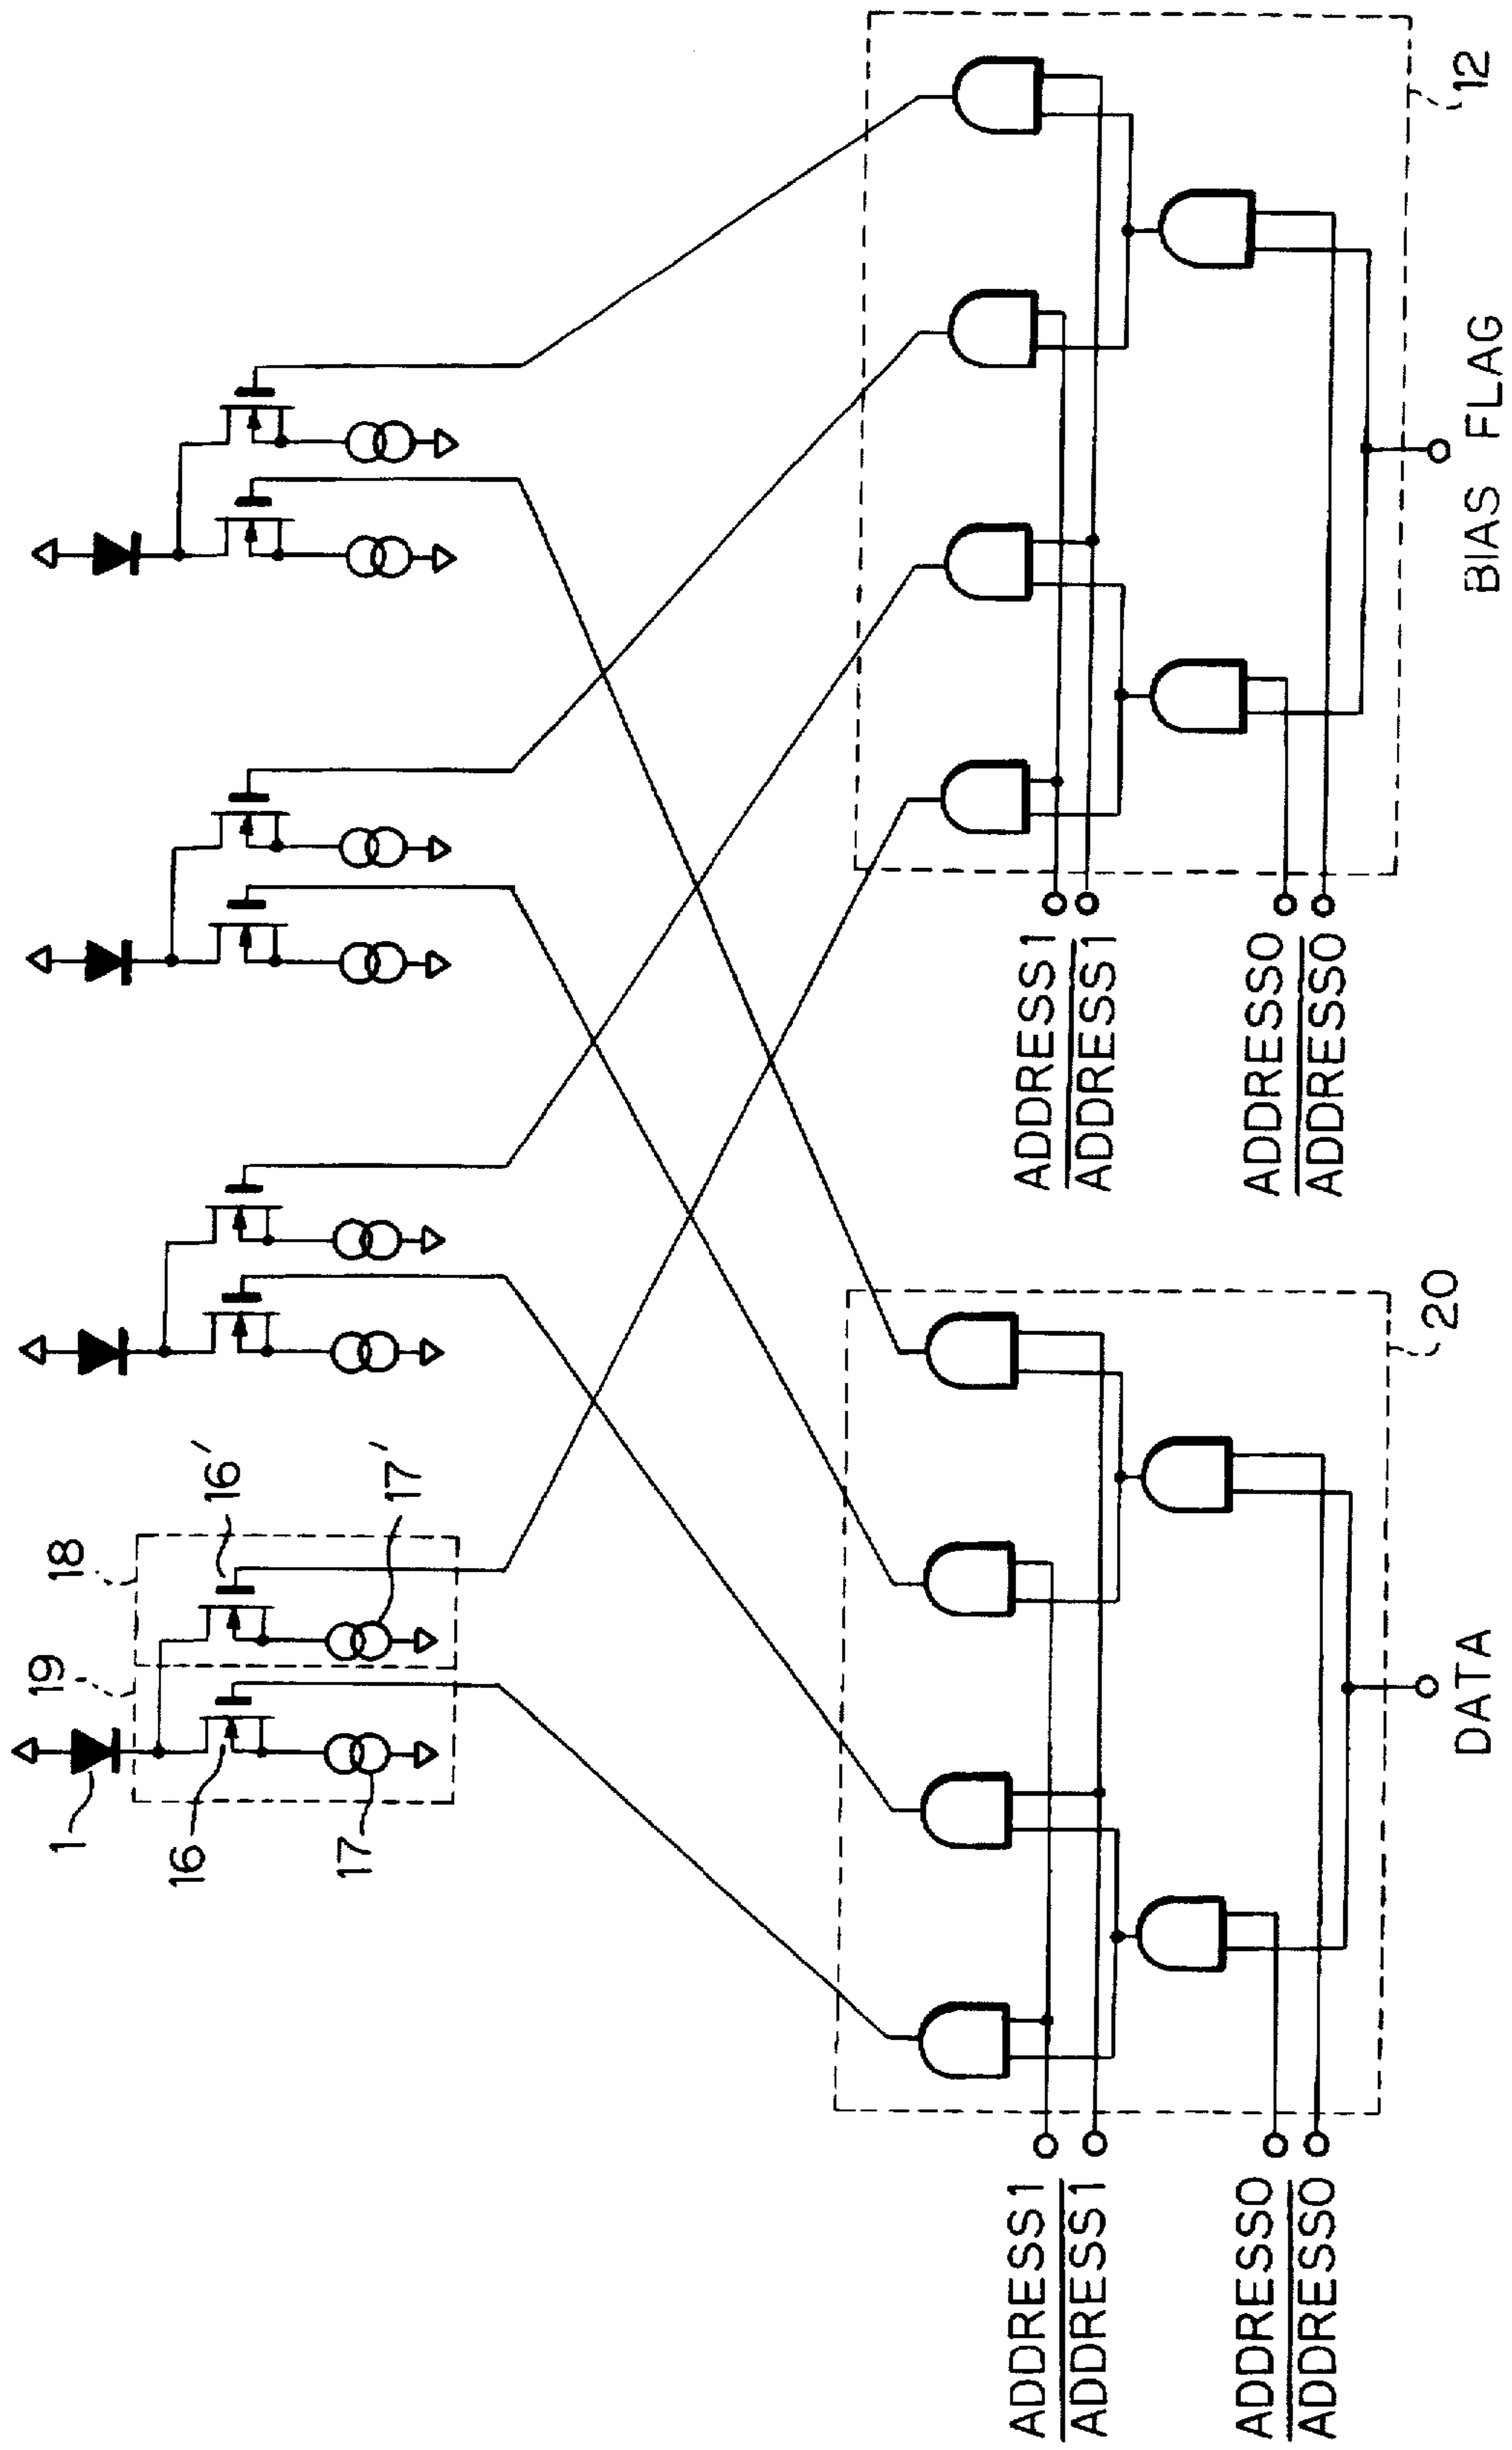 1
19
18
16
16′
17
17′
ADDRESS1
ADDRESS1
ADDRESS0
ADDRESS0
20
DATA
ADDRESS1
ADDRESS1
ADDRESS0
ADDRESS0
12
BIAS FLAG